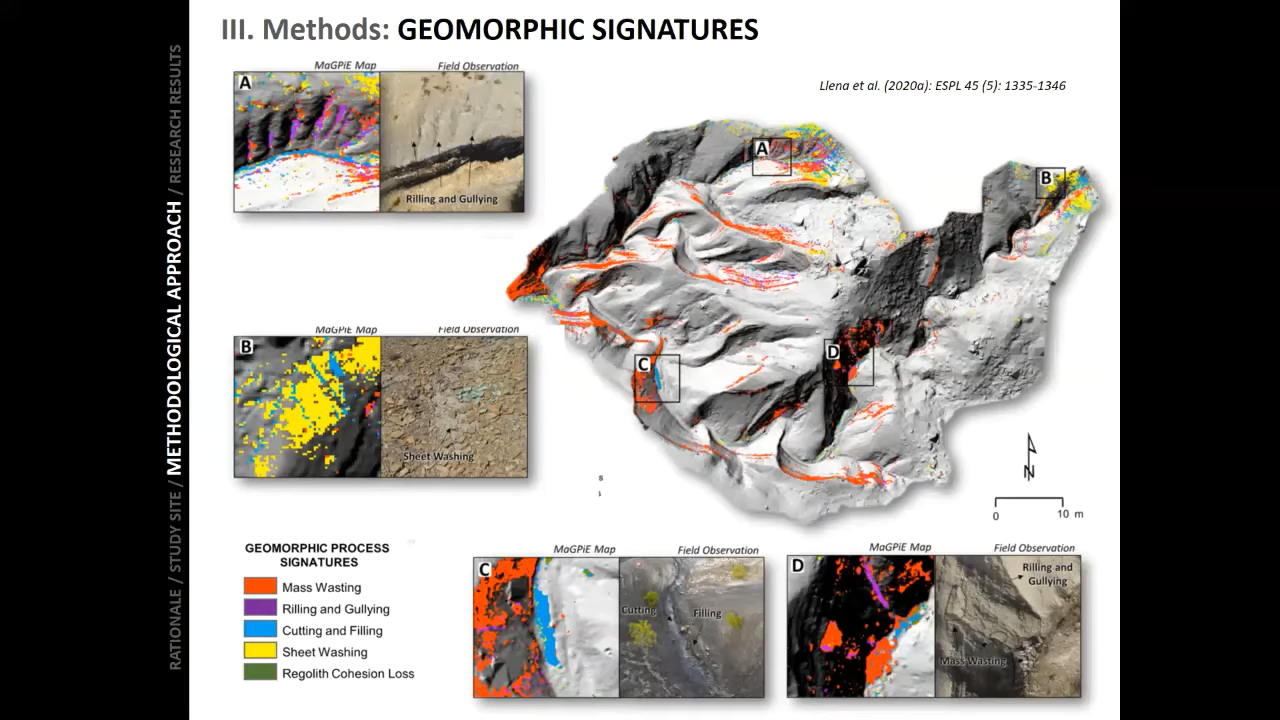 III. Methods: GEOMORPHIC SIGNATURES
Llena et al. (2020a): ESPL 45 (5): 1335-1346
RATIONALE / STUDY SITE / METHODOLOGICAL APPROACH / RESEARCH RESULTS
MaGPiE Map
Field Observation
A
Rilling and Gullying
MaGPiE Map
Field Observation
B
Sheet Washing
A
B
C
D
N
0
10 m
s
GEOMORPHIC PROCESS
SIGNATURES
Mass Wasting
Rilling and Gullying
Cutting and Filling
Sheet Washing
Regolith Cohesion Loss
MaGPiE Map
Field Observation
C
Cutting
Filling
MaGPiE Map
Field Observation
D
Rilling and
Gullying
Mass Wasting